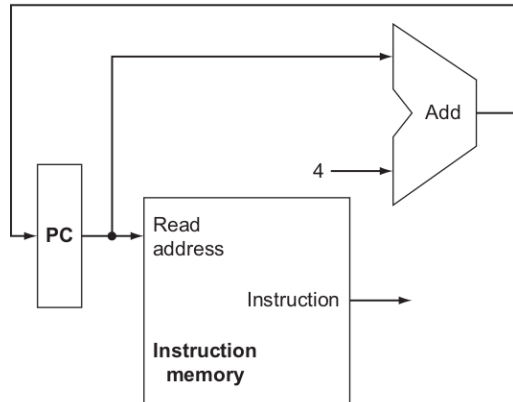 Add
4
PC
Read
address
Instruction
Instruction
memory